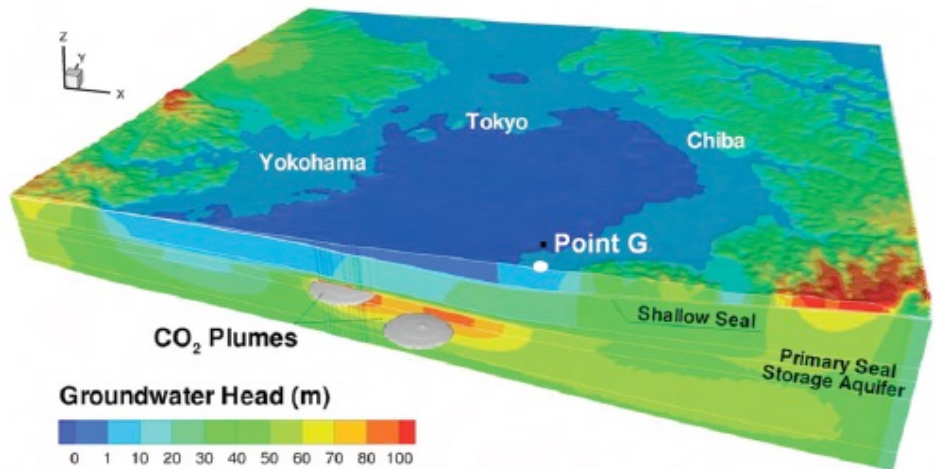 Z
Y
X
Tokyo
Yokohama
Chiba
Point G
Shallow Seal
CO₂ Plumes
Primary Seal
Storage Aquifer
Groundwater Head (m)
0 1 10 20 30 40 50 60 70 80 100